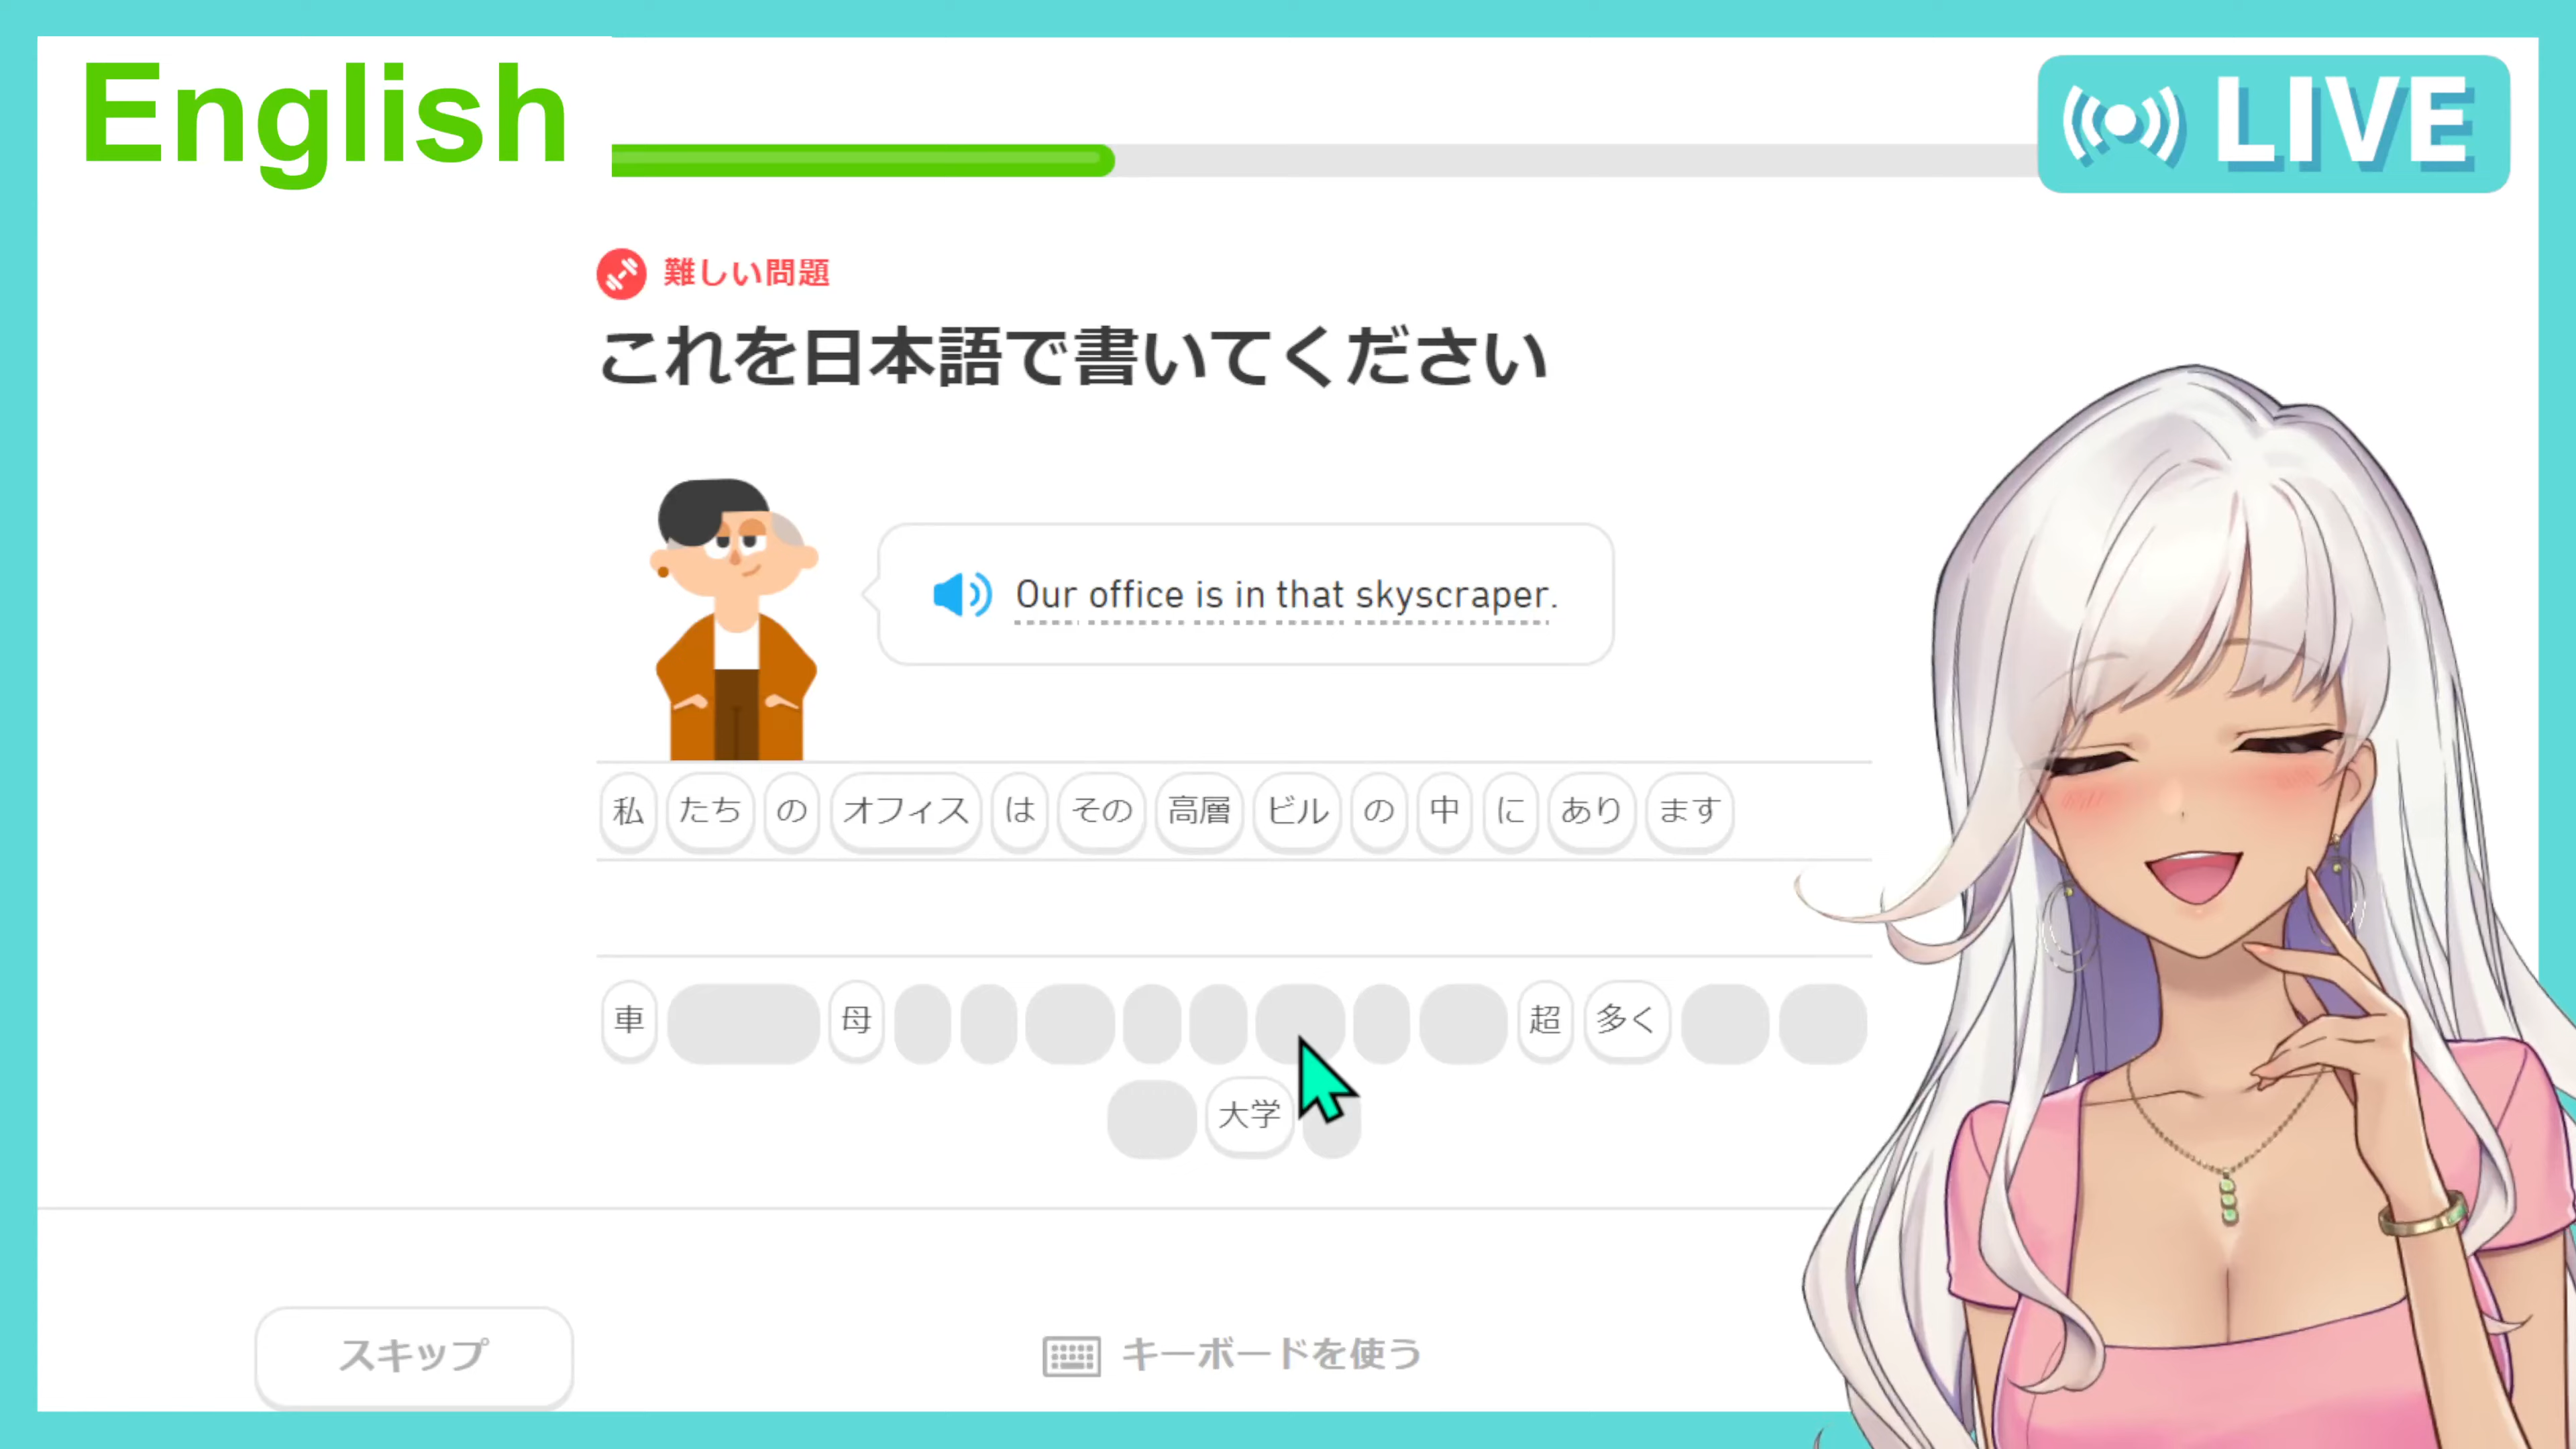 English
LIVE
難しい問題
これを日本語で書いてください
Our office is in that skyscraper.
私 たち の オフィス は その 高層 ビル の 中 に あり ます
車 母 超 多く
大学
スキップ
キーボードを使う